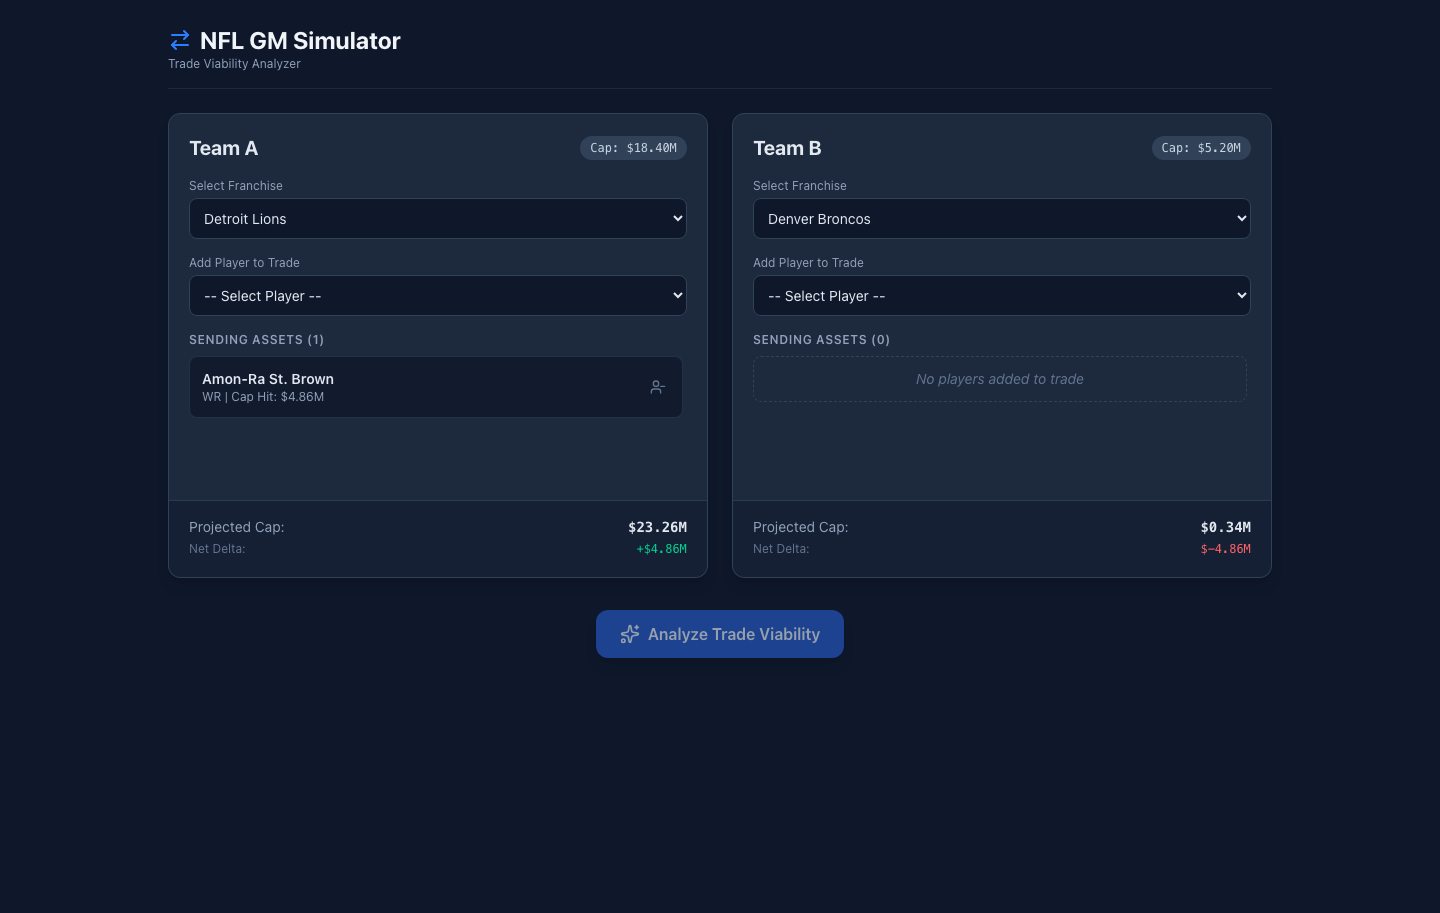 NFL GM Simulator
Trade Viability Analyzer
Team A
Cap: $18.40M
Select Franchise
Detroit Lions
Add Player to Trade
-- Select Player --
SENDING ASSETS (1)
Amon-Ra St. Brown
WR | Cap Hit: $4.86M
Projected Cap:
$23.26M
Net Delta:
+$4.86M
Team B
Cap: $5.20M
Select Franchise
Denver Broncos
Add Player to Trade
-- Select Player --
SENDING ASSETS (0)
No players added to trade
Projected Cap:
$0.34M
Net Delta:
$−4.86M
Analyze Trade Viability